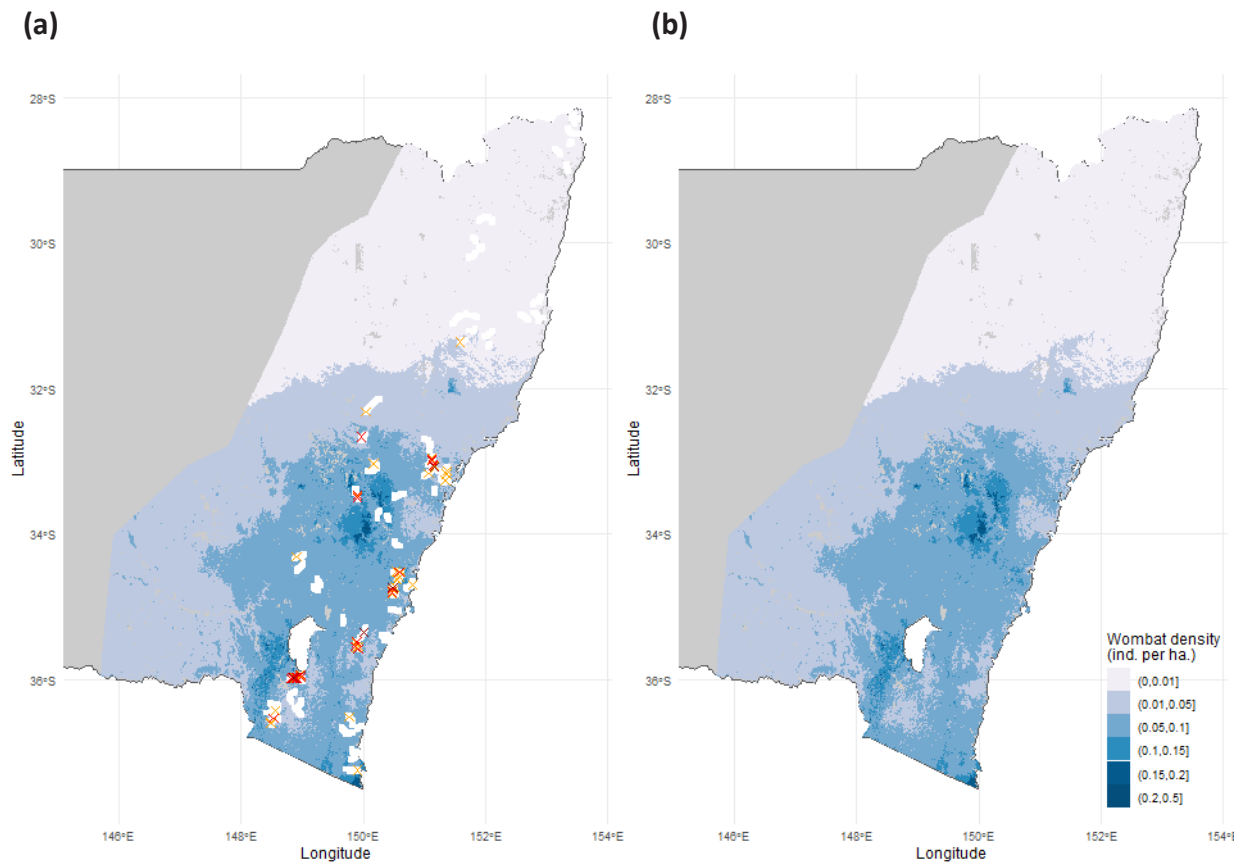 (a)
(b)
28°S
30°S
32°S
34°S
36°S
Latitude
146°E
148°E
150°E
152°E
154°E
Longitude
28°S
30°S
32°S
34°S
36°S
Latitude
146°E
148°E
150°E
152°E
154°E
Longitude
Wombat density
(ind. per ha.)
(0,0.01]
(0.01,0.05]
(0.05,0.1]
(0.1,0.15]
(0.15,0.2]
(0.2,0.5]